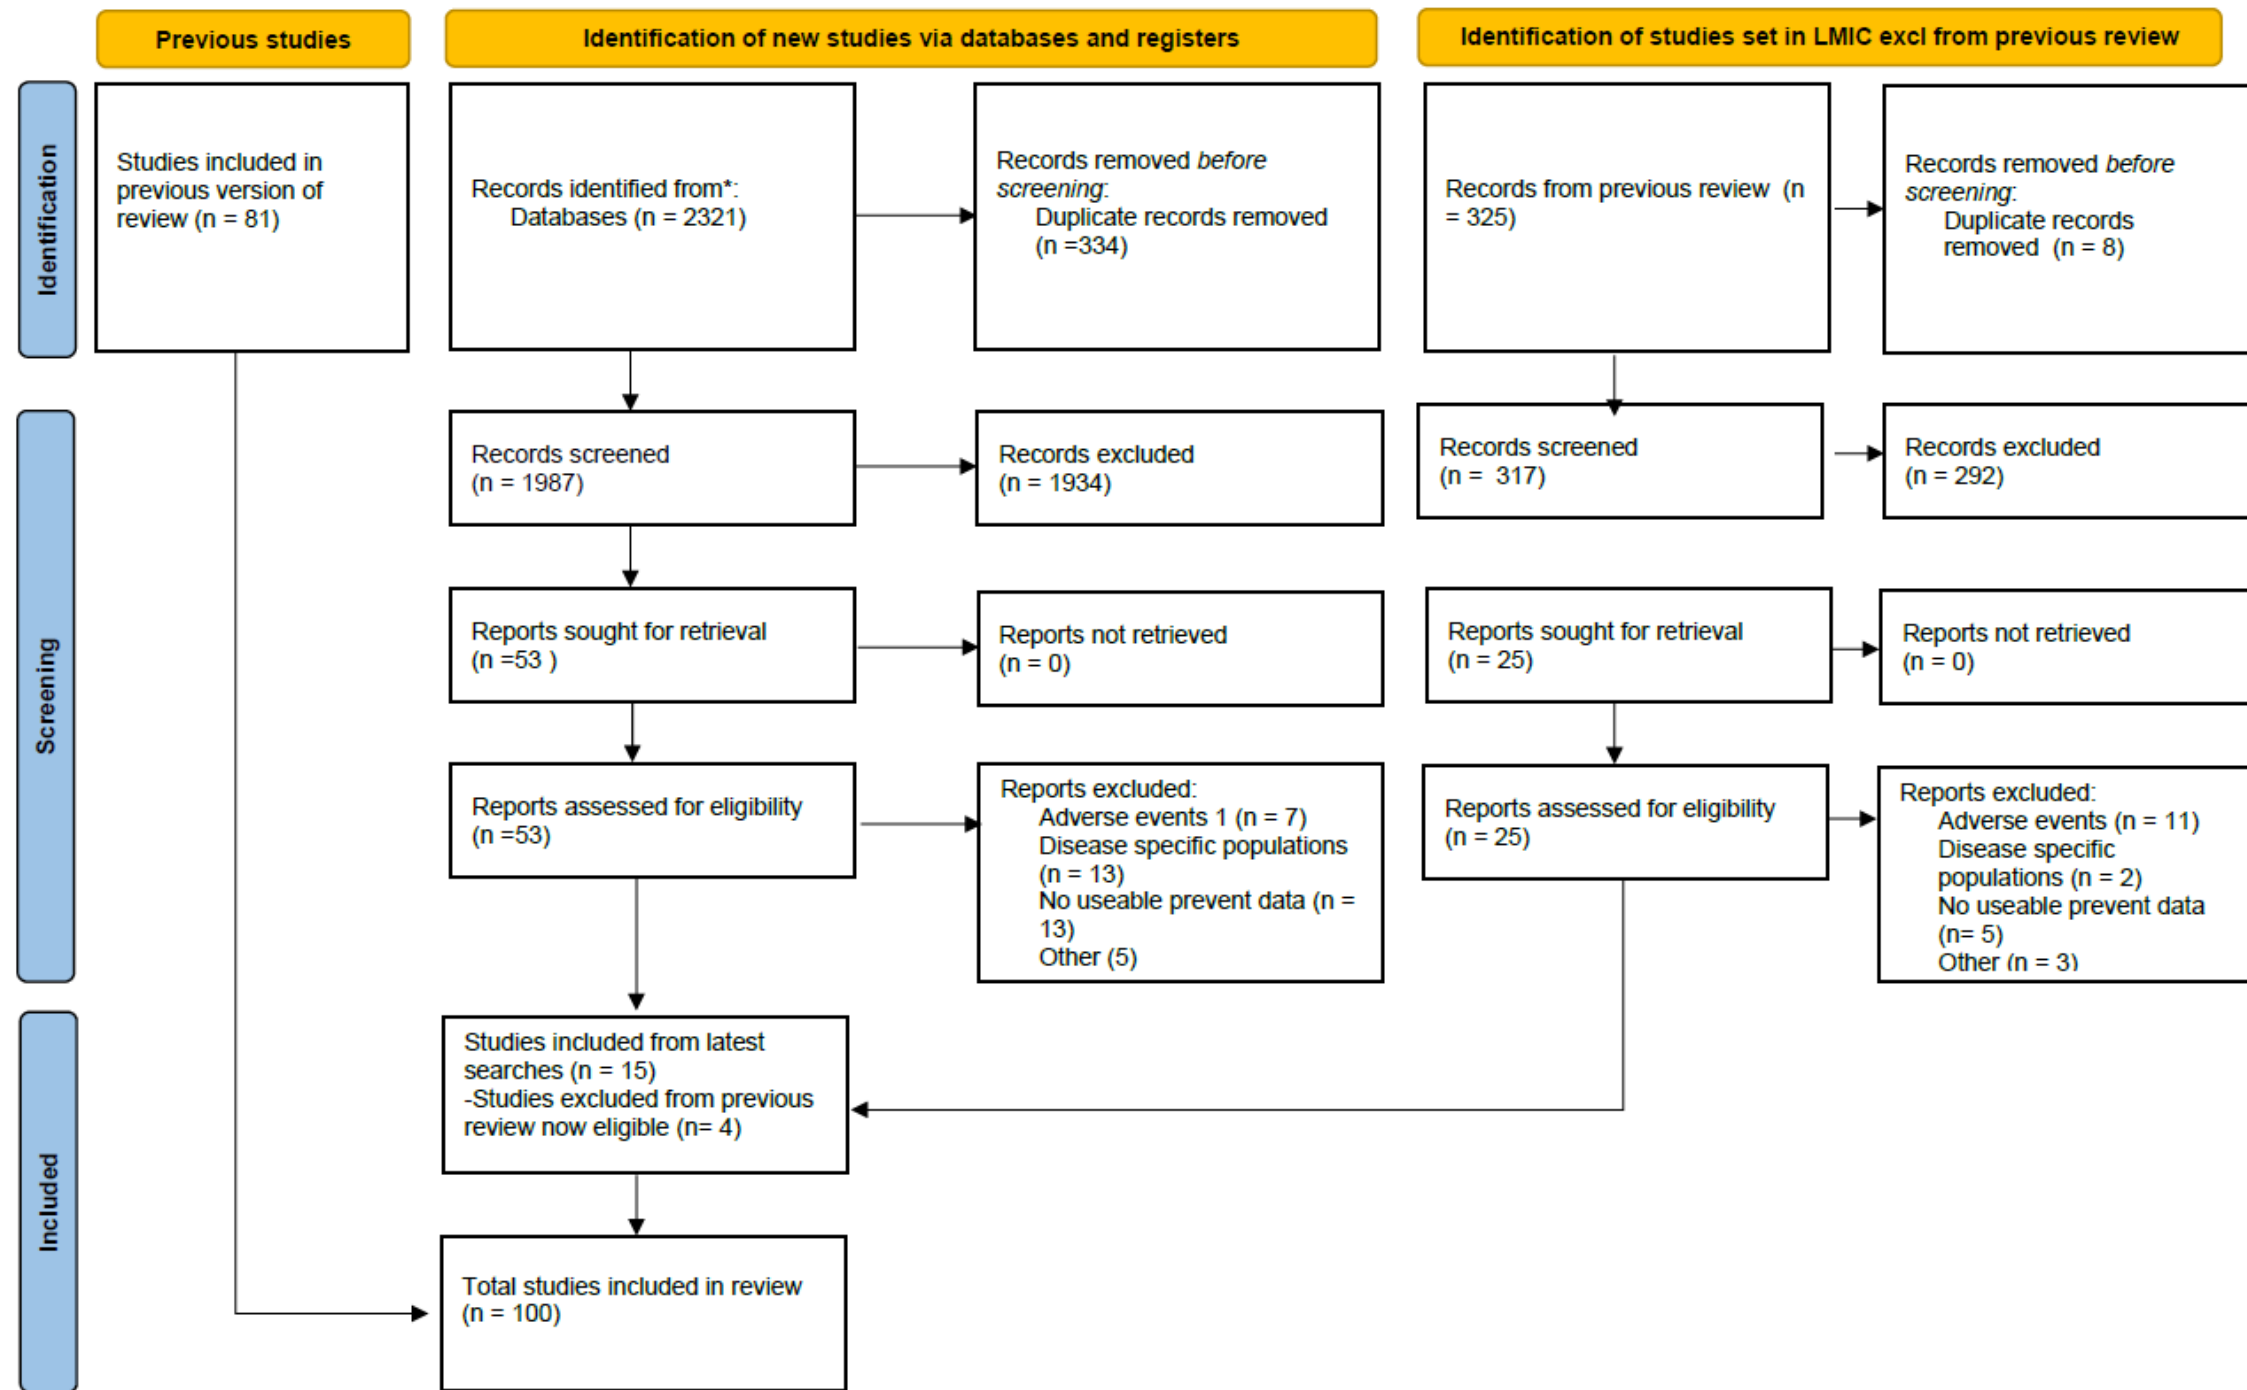 Previous studies
Identification of new studies via databases and registers
Identification of studies set in LMIC excl from previous review
Identification
Studies included in
previous version of
review (n = 81)
Records identified from*:
Databases (n = 2321)
Records removed before
screening:
Duplicate records removed
(n =334)
Records from previous review  (n
= 325)
Records removed before
screening:
Duplicate records
removed  (n = 8)
Screening
Records screened
(n = 1987)
Records excluded
(n = 1934)
Records screened
(n =  317)
Records excluded
(n = 292)
Reports sought for retrieval
(n =53 )
Reports not retrieved
(n = 0)
Reports sought for retrieval
(n = 25)
Reports not retrieved
(n = 0)
Reports assessed for eligibility
(n =53)
Reports excluded:
Adverse events 1 (n = 7)
Disease specific populations
(n = 13)
No useable prevent data (n =
13)
Other (5)
Reports assessed for eligibility
(n = 25)
Reports excluded:
Adverse events (n = 11)
Disease specific
populations (n = 2)
No useable prevent data
(n= 5)
Other (n = 3)
Included
Studies included from latest
searches (n = 15)
-Studies excluded from previous
review now eligible (n= 4)
Total studies included in review
(n = 100)